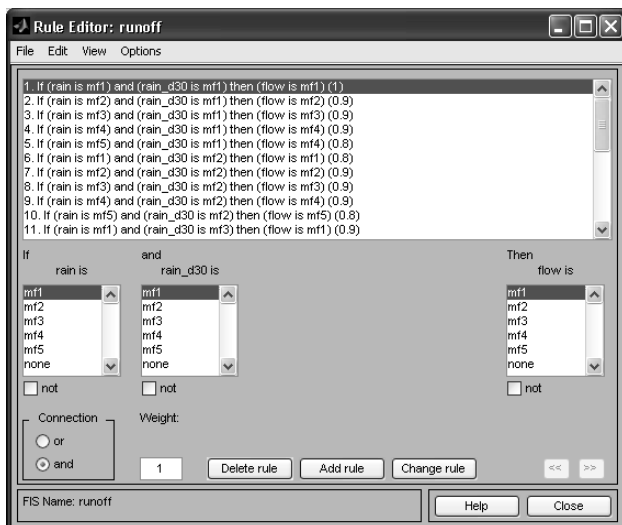 Rule Editor: runoff
File Edit View Options
1. If (rain is mf1) and (rain_d30 is mf1) then (flow is mf1) (1)
2. If (rain is mf2) and (rain_d30 is mf1) then (flow is mf2) (0.9)
3. If (rain is mf3) and (rain_d30 is mf1) then (flow is mf3) (0.9)
4. If (rain is mf4) and (rain_d30 is mf1) then (flow is mf4) (0.9)
5. If (rain is mf5) and (rain_d30 is mf1) then (flow is mf4) (0.8)
6. If (rain is mf1) and (rain_d30 is mf2) then (flow is mf1) (0.8)
7. If (rain is mf2) and (rain_d30 is mf2) then (flow is mf2) (0.9)
8. If (rain is mf3) and (rain_d30 is mf2) then (flow is mf3) (0.9)
9. If (rain is mf4) and (rain_d30 is mf2) then (flow is mf4) (0.9)
10. If (rain is mf5) and (rain_d30 is mf2) then (flow is mf5) (0.8)
11. If (rain is mf1) and (rain_d30 is mf3) then (flow is mf1) (0.9)
If and Then
rain is rain_d30 is flow is
mf1 mf1 mf1
mf2 mf2 mf2
mf3 mf3 mf3
mf4 mf4 mf4
mf5 mf5 mf5
none none none
not not not
Connection Weight:
or
and 1 Delete rule Add rule Change rule << >>
FIS Name: runoff Help Close